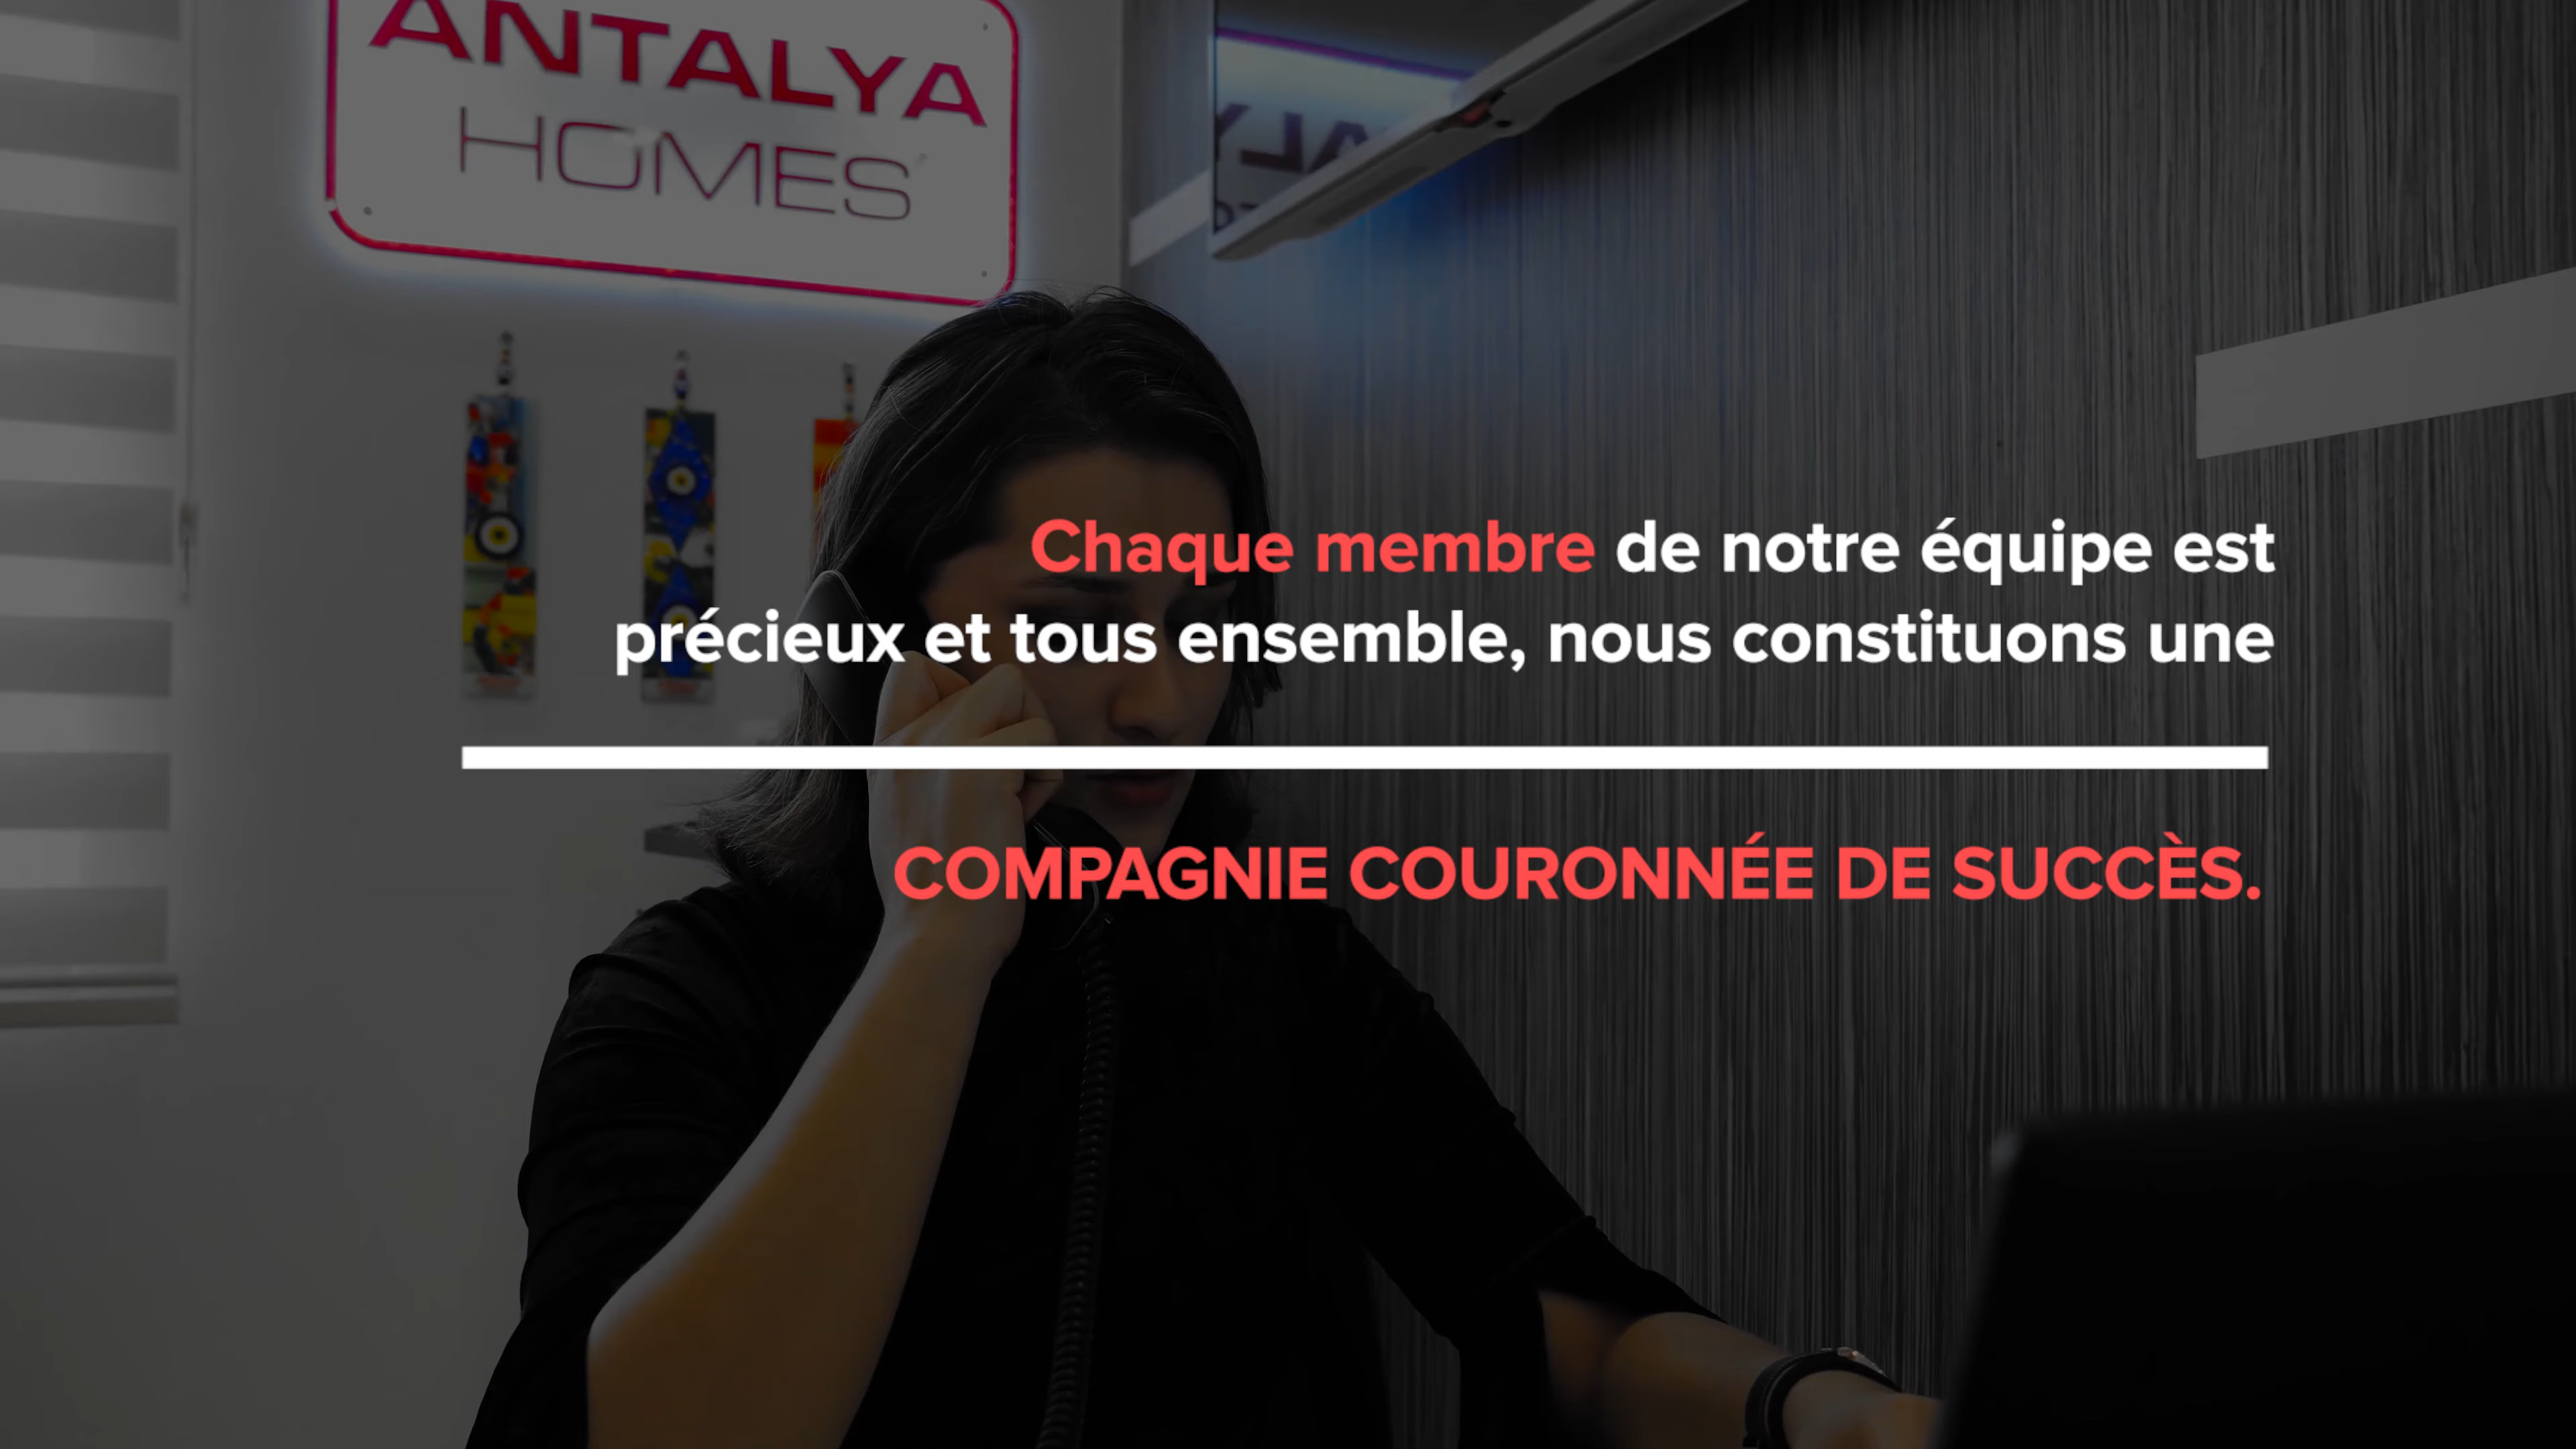 ANTALYA
HOMES
Chaque membre de notre équipe est
précieux et tous ensemble, nous constituons une
COMPAGNIE COURONNÉE DE SUCCÈS.